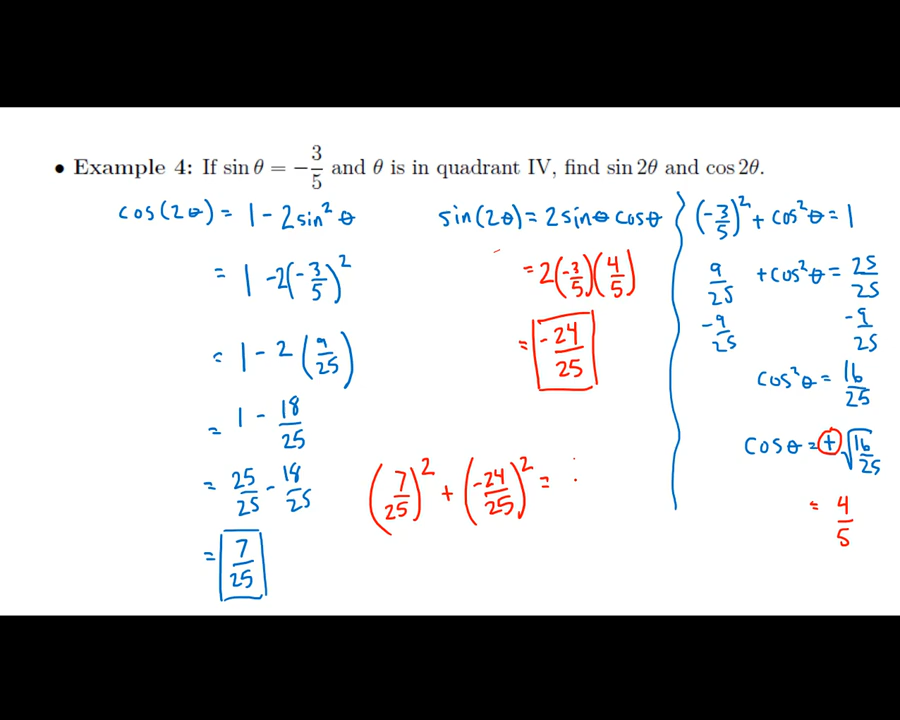 • Example 4: If sin θ = −3/5 and θ is in quadrant IV, find sin 2θ and cos 2θ.
cos(2θ) = 1 - 2sin²θ
= 1 - 2(-3/5)²
= 1 - 2(9/25)
= 1 - 18/25
= 25/25 - 18/25
= 7/25
sin(2θ) = 2sinθ cosθ
= 2(-3/5)(4/5)
= -24/25
(7/25)² + (-24/25)² =
(-3/5)² + cos²θ = 1
9/25 + cos²θ = 25/25
-9/25 -9/25
cos²θ = 16/25
cosθ = +√16/25
= 4/5